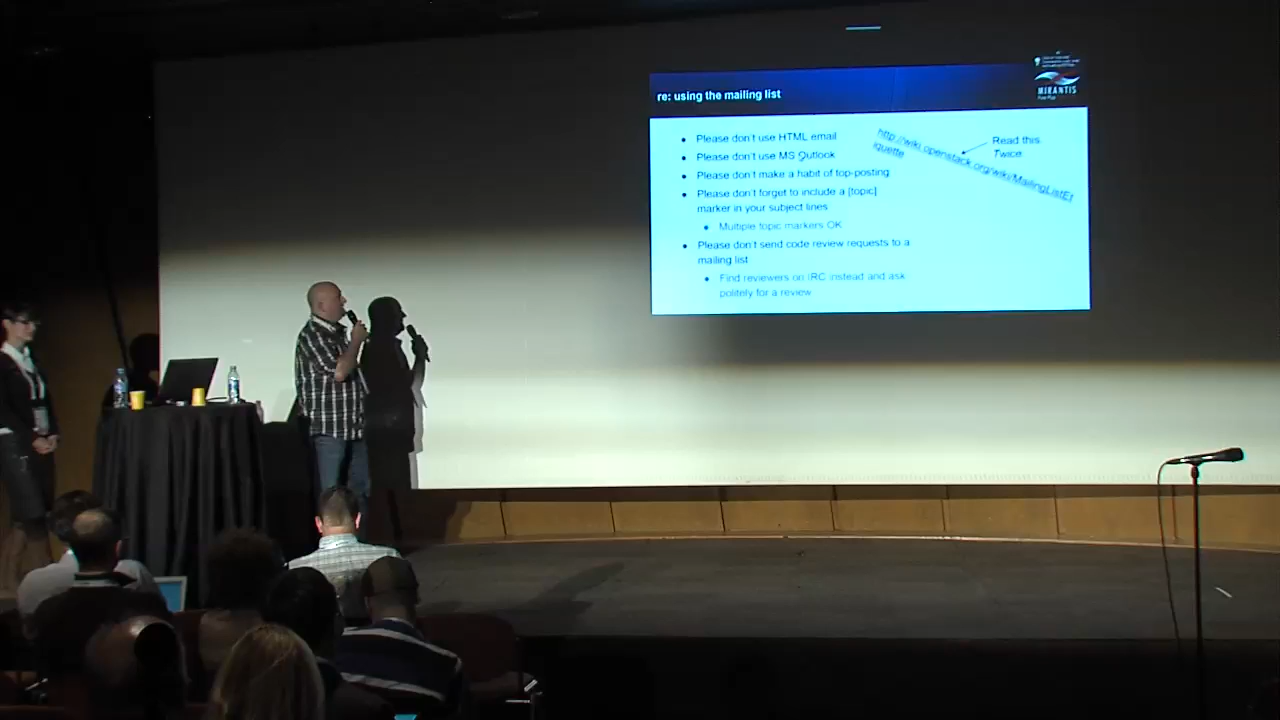 re: using the mailing list
MIRANTIS
Please don't use HTML email
Please don't use MS Outlook
Please don't make a habit of top-posting
Please don't forget to include a [topic]
marker in your subject lines
Multiple topic markers OK
Please don't send code review requests to a
mailing list
Find reviewers on IRC instead and ask
politely for a review
http://wiki.openstack.org/wiki/MailingListEt
iquette
Read this
Twice